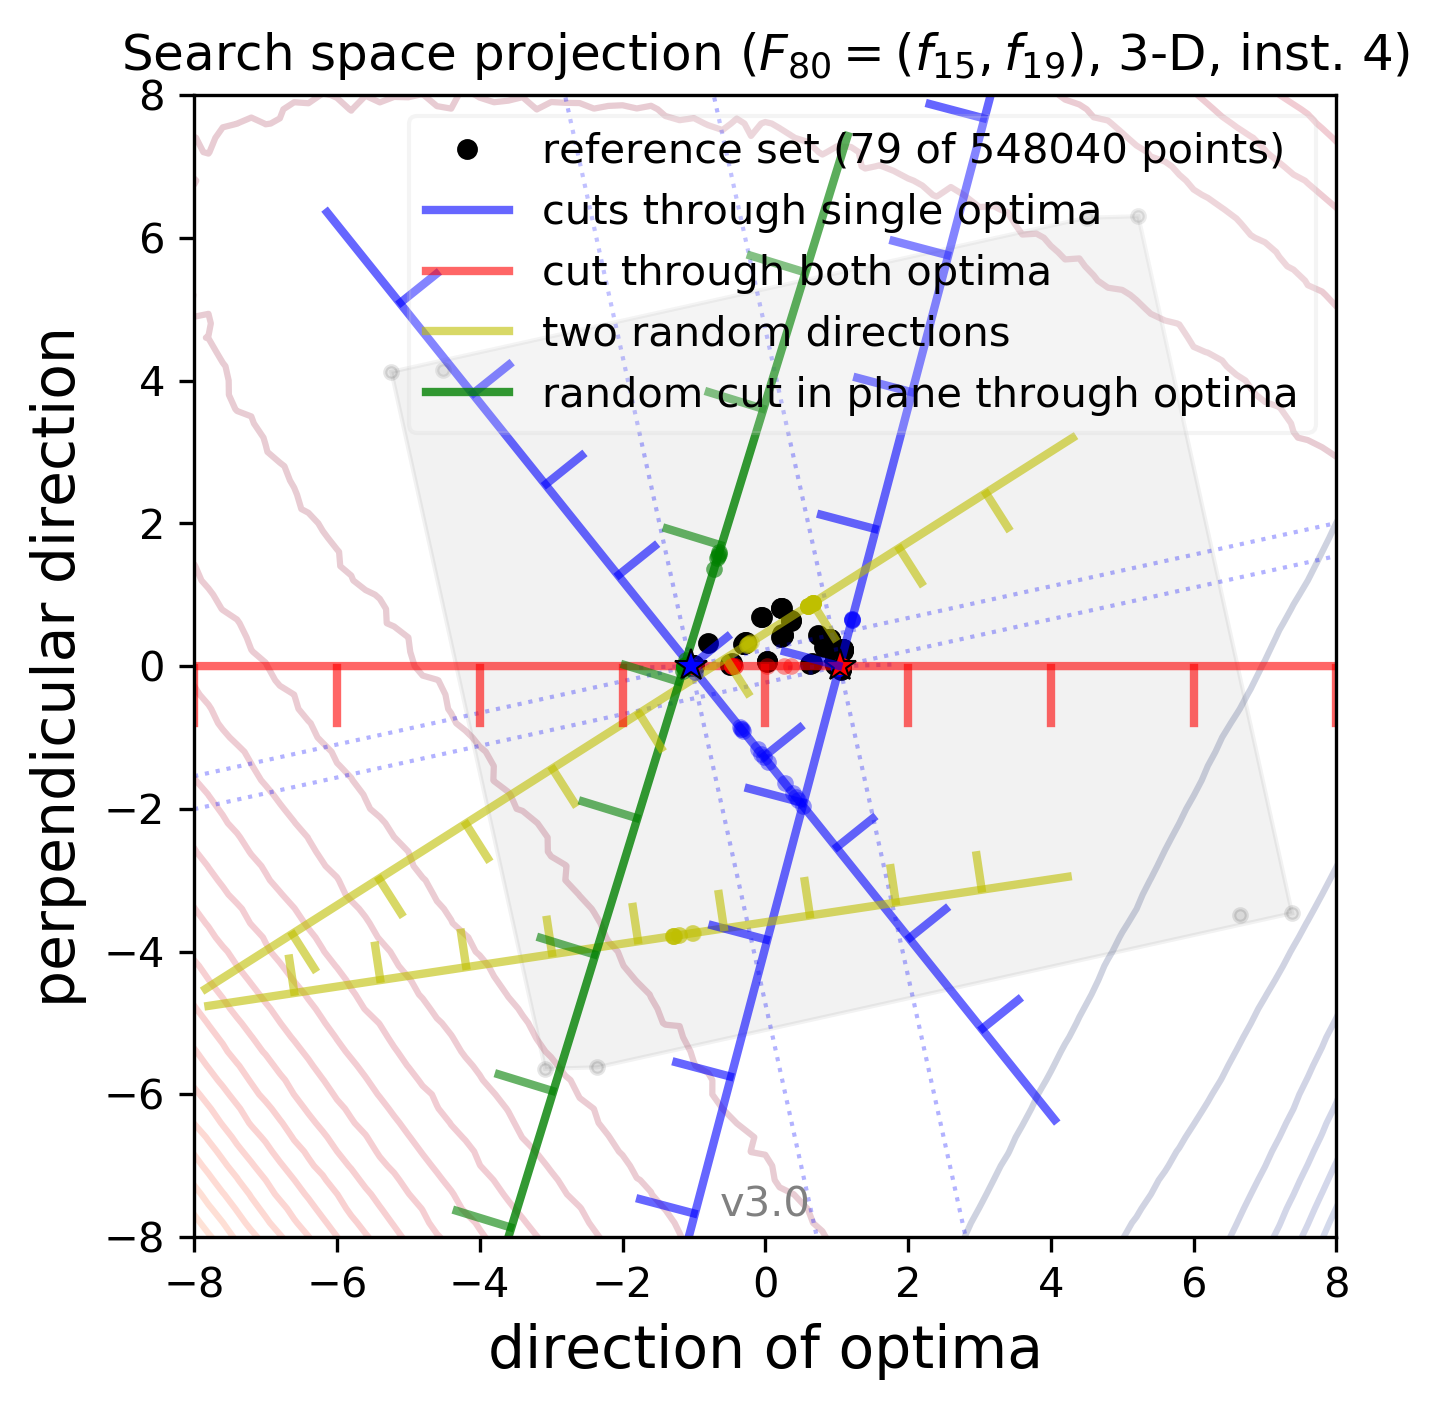 Search space projection (F₈₀ = (f₁₅, f₁₉), 3-D, inst. 4)
8
6
4
2
0
−2
−4
−6
−8
perpendicular direction
reference set (79 of 548040 points)
cuts through single optima
cut through both optima
two random directions
random cut in plane through optima
v3.0
−8 −6 −4 −2 0 2 4 6 8
direction of optima